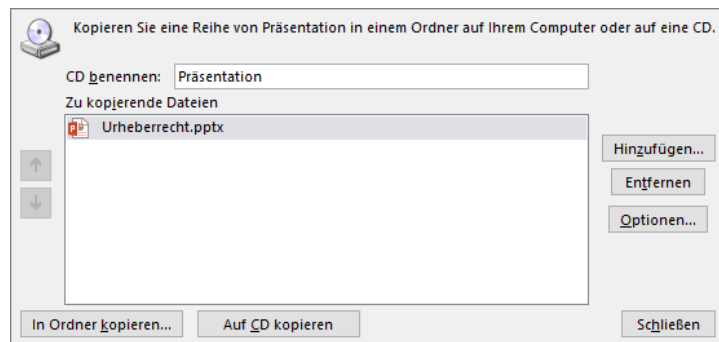 Kopieren Sie eine Reihe von Präsentation in einem Ordner auf Ihrem Computer oder auf eine CD.
CD benennen: Präsentation
Zu kopierende Dateien
Urheberrecht.pptx
Hinzufügen...
Entfernen
Optionen...
In Ordner kopieren... Auf CD kopieren Schließen